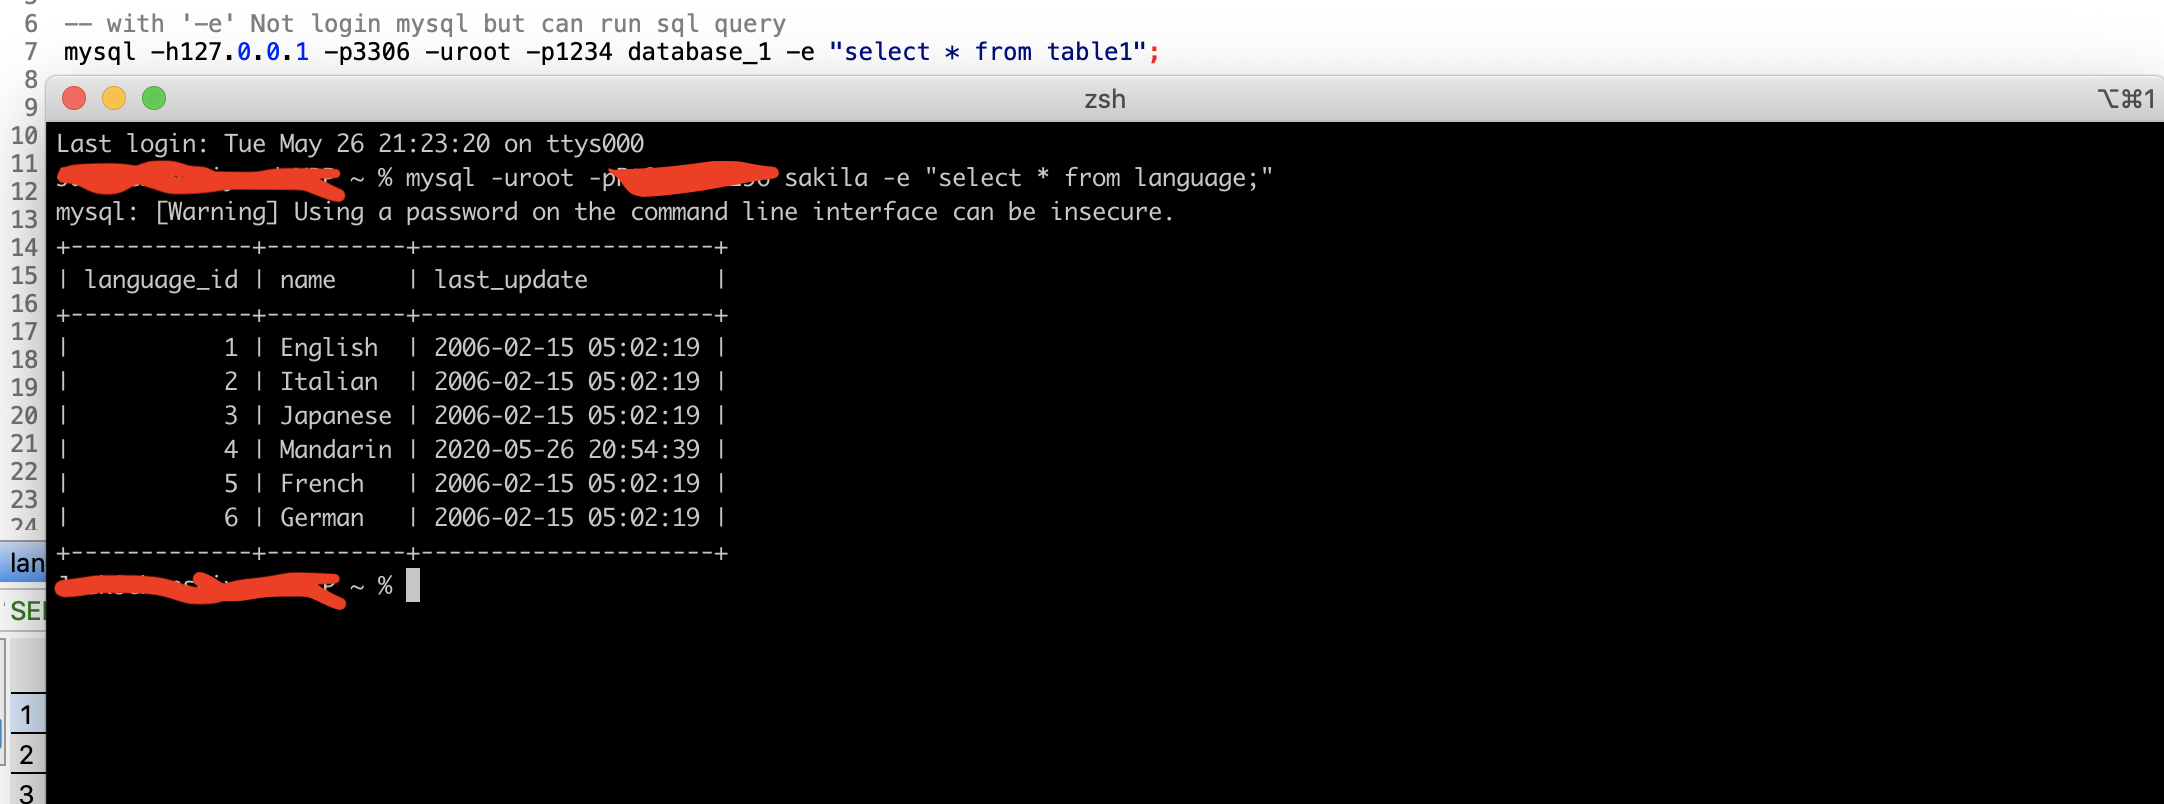 6 -- with '-e' Not login mysql but can run sql query
7 mysql -h127.0.0.1 -p3306 -uroot -p1234 database_1 -e "select * from table1";
8
zsh ⌥⌘1
9
10 Last login: Tue May 26 21:23:20 on ttys000
11
~ % mysql -uroot -p sakila -e "select * from language;"
12
13 mysql: [Warning] Using a password on the command line interface can be insecure.
14 +-------------+----------+---------------------+
15 | language_id | name | last_update |
16 +-------------+----------+---------------------+
17 | 1 | English | 2006-02-15 05:02:19 |
18
19 | 2 | Italian | 2006-02-15 05:02:19 |
20 | 3 | Japanese | 2006-02-15 05:02:19 |
21 | 4 | Mandarin | 2020-05-26 20:54:39 |
22 | 5 | French | 2006-02-15 05:02:19 |
23
24 | 6 | German | 2006-02-15 05:02:19 |
+-------------+----------+---------------------+
lan
~ %
SE
1
2
3